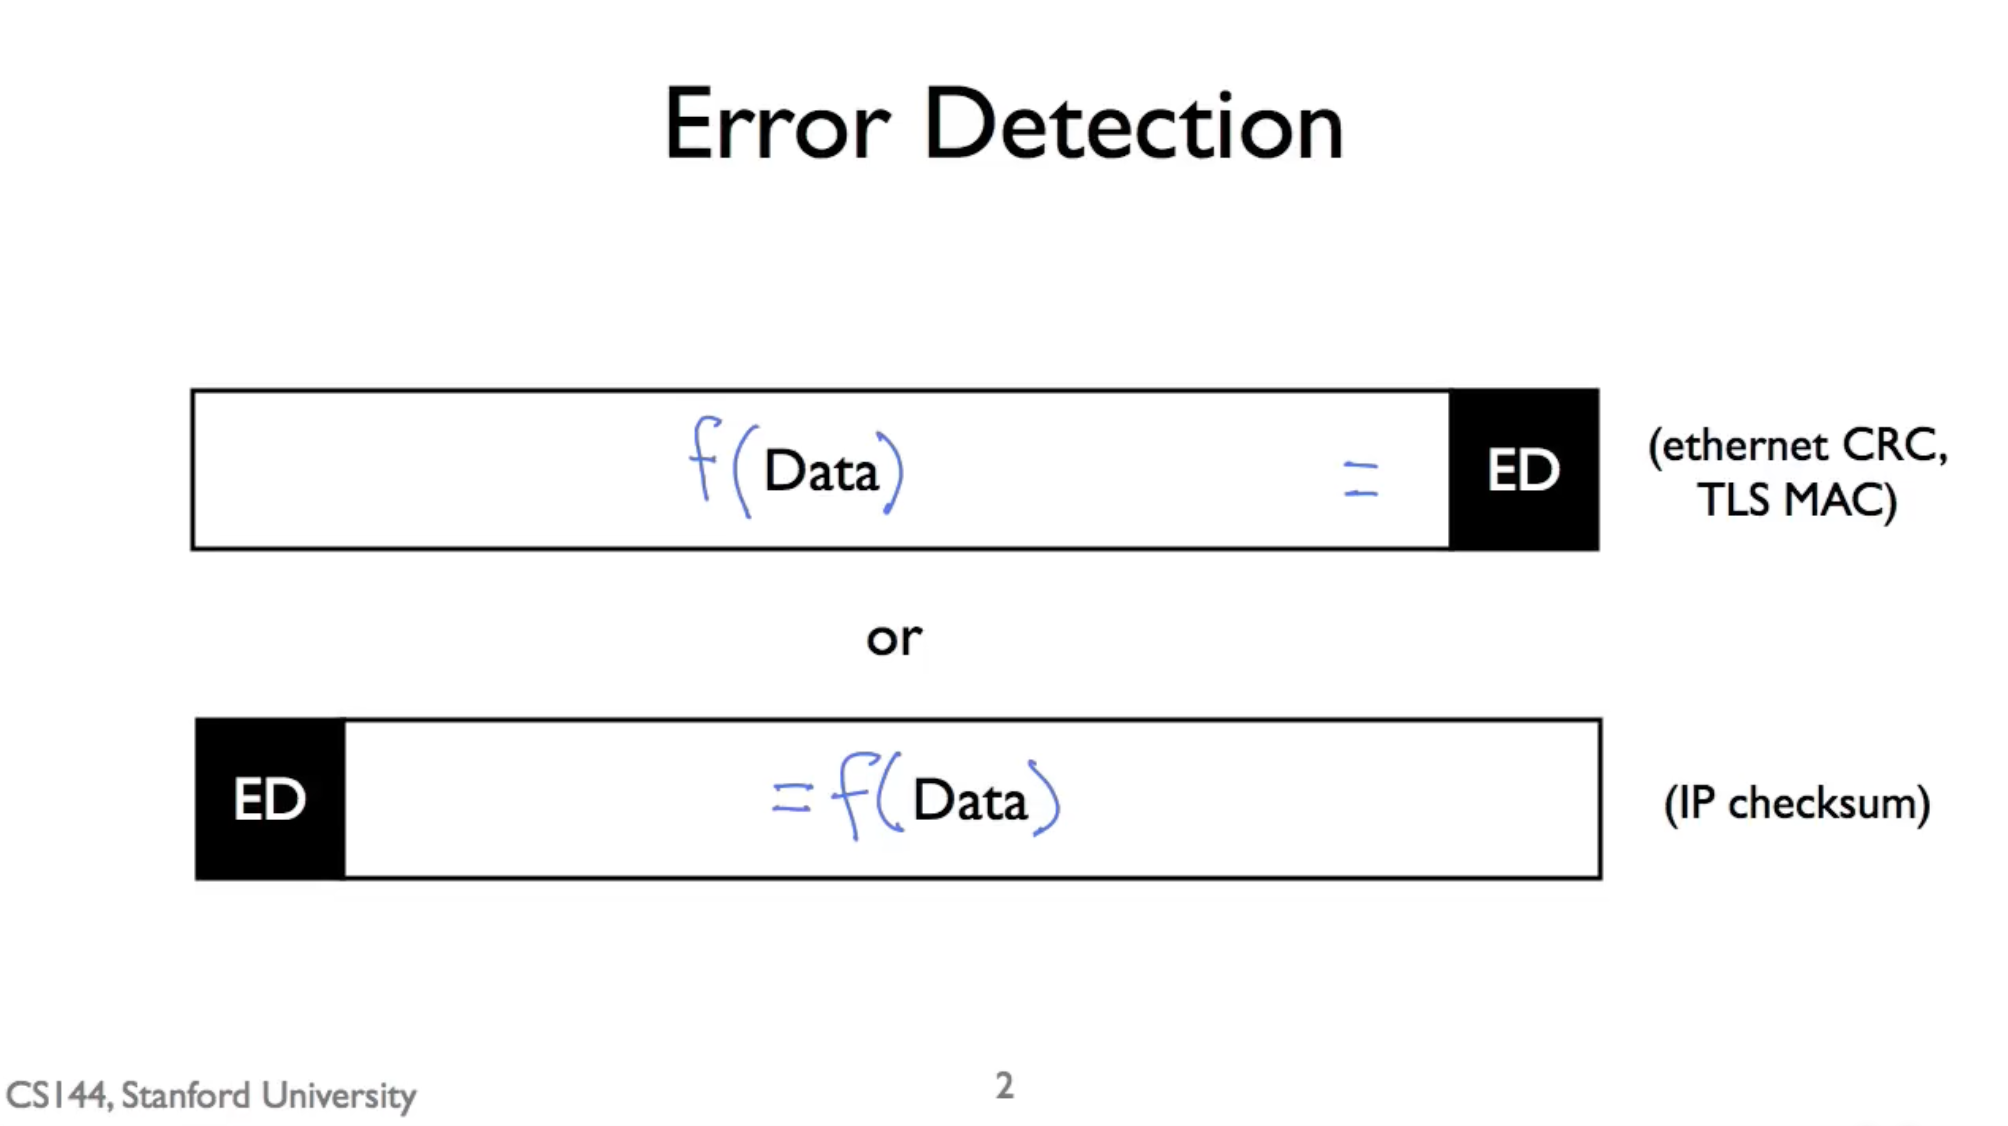 Error Detection
f(Data) = ED
(ethernet CRC,
TLS MAC)
or
ED = f(Data)
(IP checksum)
CS144, Stanford University
2